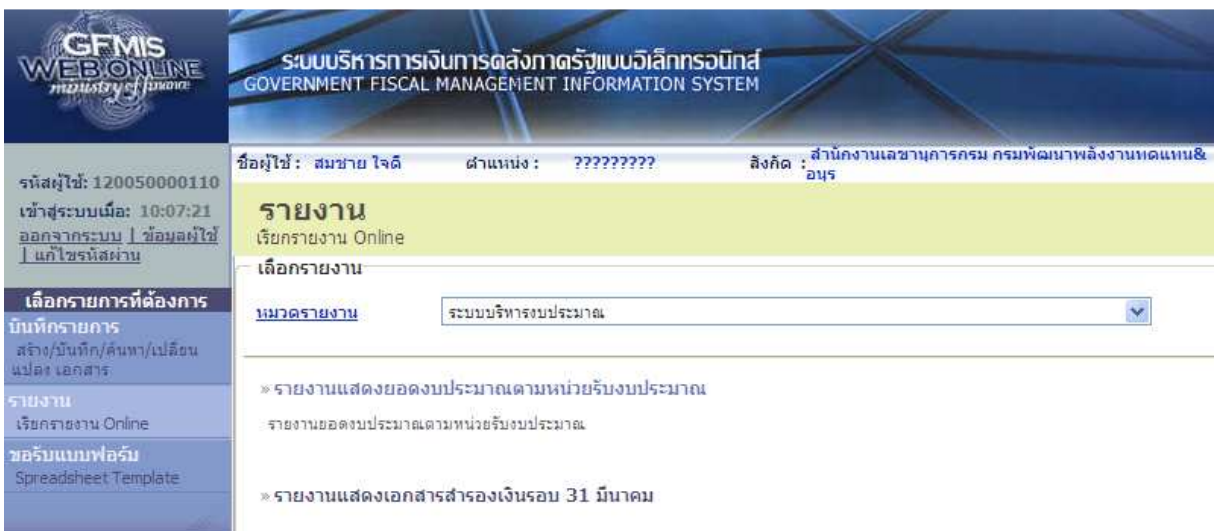 GFMIS
WEB ONLINE
ministry of finance
ระบบบริหารการเงินการคลังภาครัฐแบบอิเล็กทรอนิกส์
GOVERNMENT FISCAL MANAGEMENT INFORMATION SYSTEM
ชื่อผู้ใช้ : สมชาย ใจดี ตำแหน่ง : ????????? สังกัด : สำนักงานเลขานุการกรม กรมพัฒนาพลังงานทดแทน&
อนุร
รหัสผู้ใช้: 120050000110
เข้าสู่ระบบเมื่อ: 10:07:21
ออกจากระบบ | ข้อมูลผู้ใช้
| แก้ไขรหัสผ่าน
เลือกรายการที่ต้องการ
บันทึกรายการ
สร้าง/บันทึก/ค้นหา/เปลี่ยน
แปลง เอกสาร
รายงาน
เรียกรายงาน Online
ขอรับแบบฟอร์ม
Spreadsheet Template
รายงาน
เรียกรายงาน Online
เลือกรายงาน
หมวดรายงาน ระบบบริหารงบประมาณ
» รายงานแสดงยอดงบประมาณตามหน่วยรับงบประมาณ
รายงานยอดงบประมาณตามหน่วยรับงบประมาณ
» รายงานแสดงเอกสารสำรองเงินรอบ 31 มีนาคม